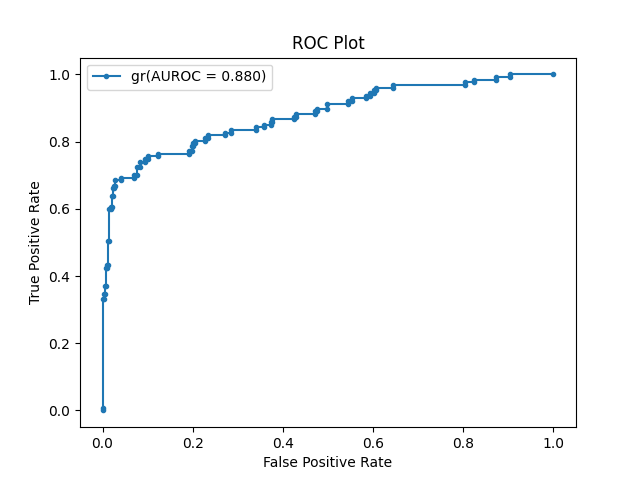 ROC Plot
gr(AUROC = 0.880)
True Positive Rate
1.0
0.8
0.6
0.4
0.2
0.0
0.0 0.2 0.4 0.6 0.8 1.0
False Positive Rate